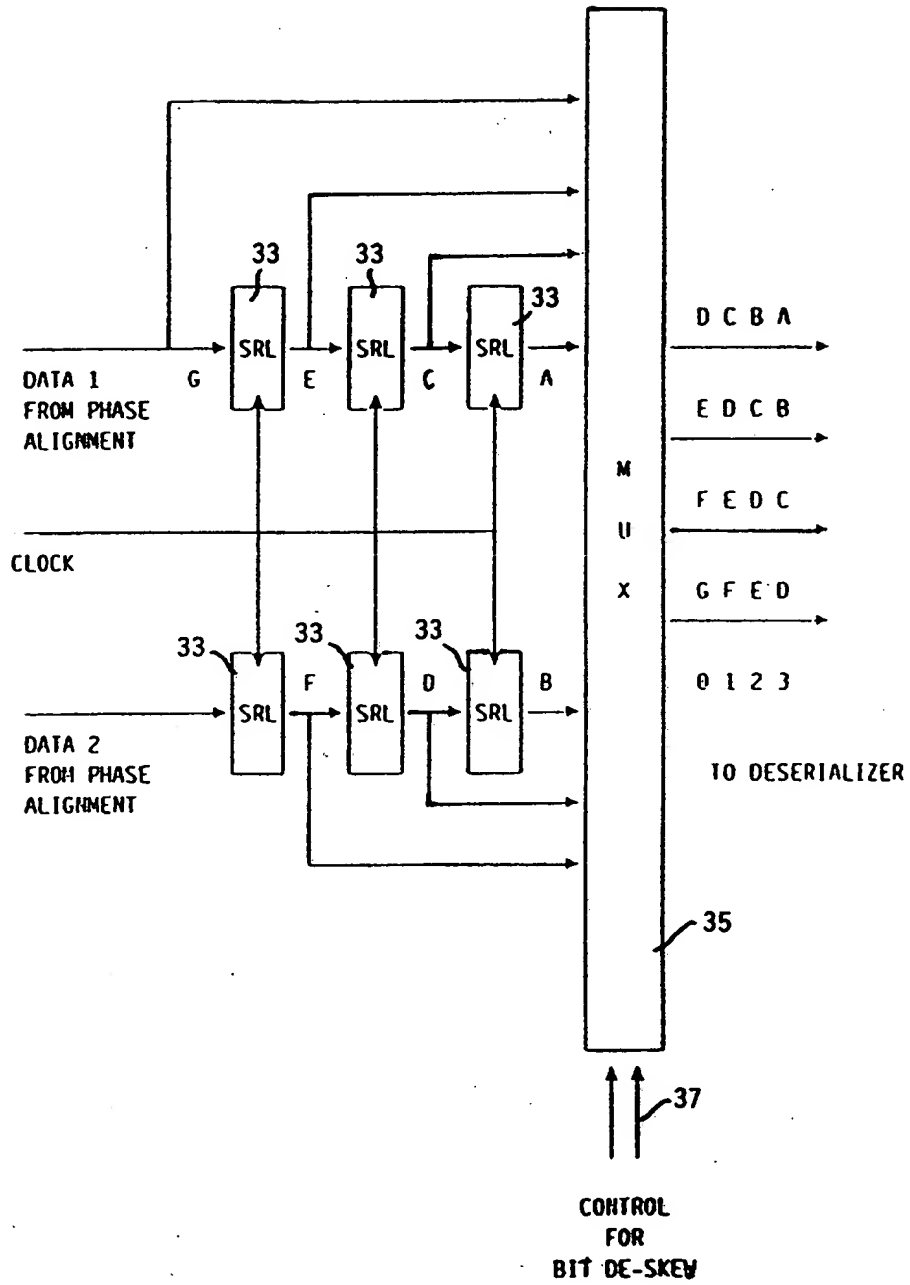 33
33
33
SRL
SRL
SRL
D C B A
DATA 1
FROM PHASE
ALIGNMENT
G
E
C
A
E D C B
M
U
X
F E D C
CLOCK
G F E D
33
33
33
SRL
SRL
SRL
F
D
B
0 1 2 3
DATA 2
FROM PHASE
ALIGNMENT
TO DESERIALIZER
35
37
CONTROL
FOR
BIT DE-SKEW